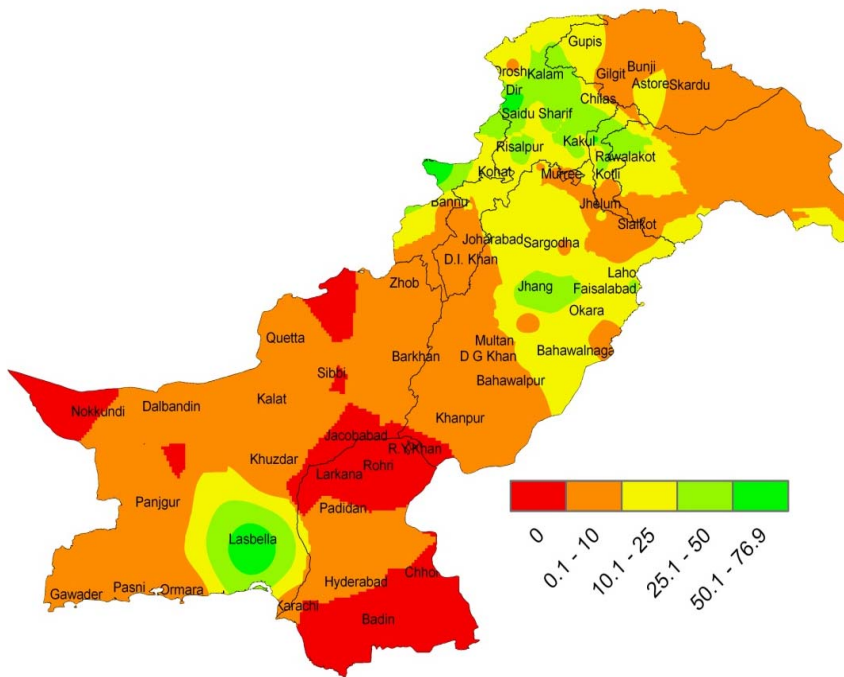 Gupis
Drosh
Kalam
Gilgit
Bunji
Astore
Skardu
Dir
Chilas
Saidu Sharif
Risalpur
Kakul
Rawalakot
Kohat
Murree
Kotli
Bannu
Jhelum
Sialkot
Joharabad
Sargodha
D.I. Khan
Laho
Zhob
Jhang
Faisalabad
Okara
Quetta
Multan
Bahawalnaga
Barkhan
D G Khan
Sibbi
Bahawalpur
Kalat
Nokkundi
Dalbandin
Khanpur
Jacobabad
R.Y.Khan
Khuzdar
Rohri
Larkana
Panjgur
Padidan
Lasbella
Chhor
Hyderabad
Pasni
Ormara
Gawader
Karachi
Badin
0
0.1 - 10
10.1 - 25
25.1 - 50
50.1 - 76.9